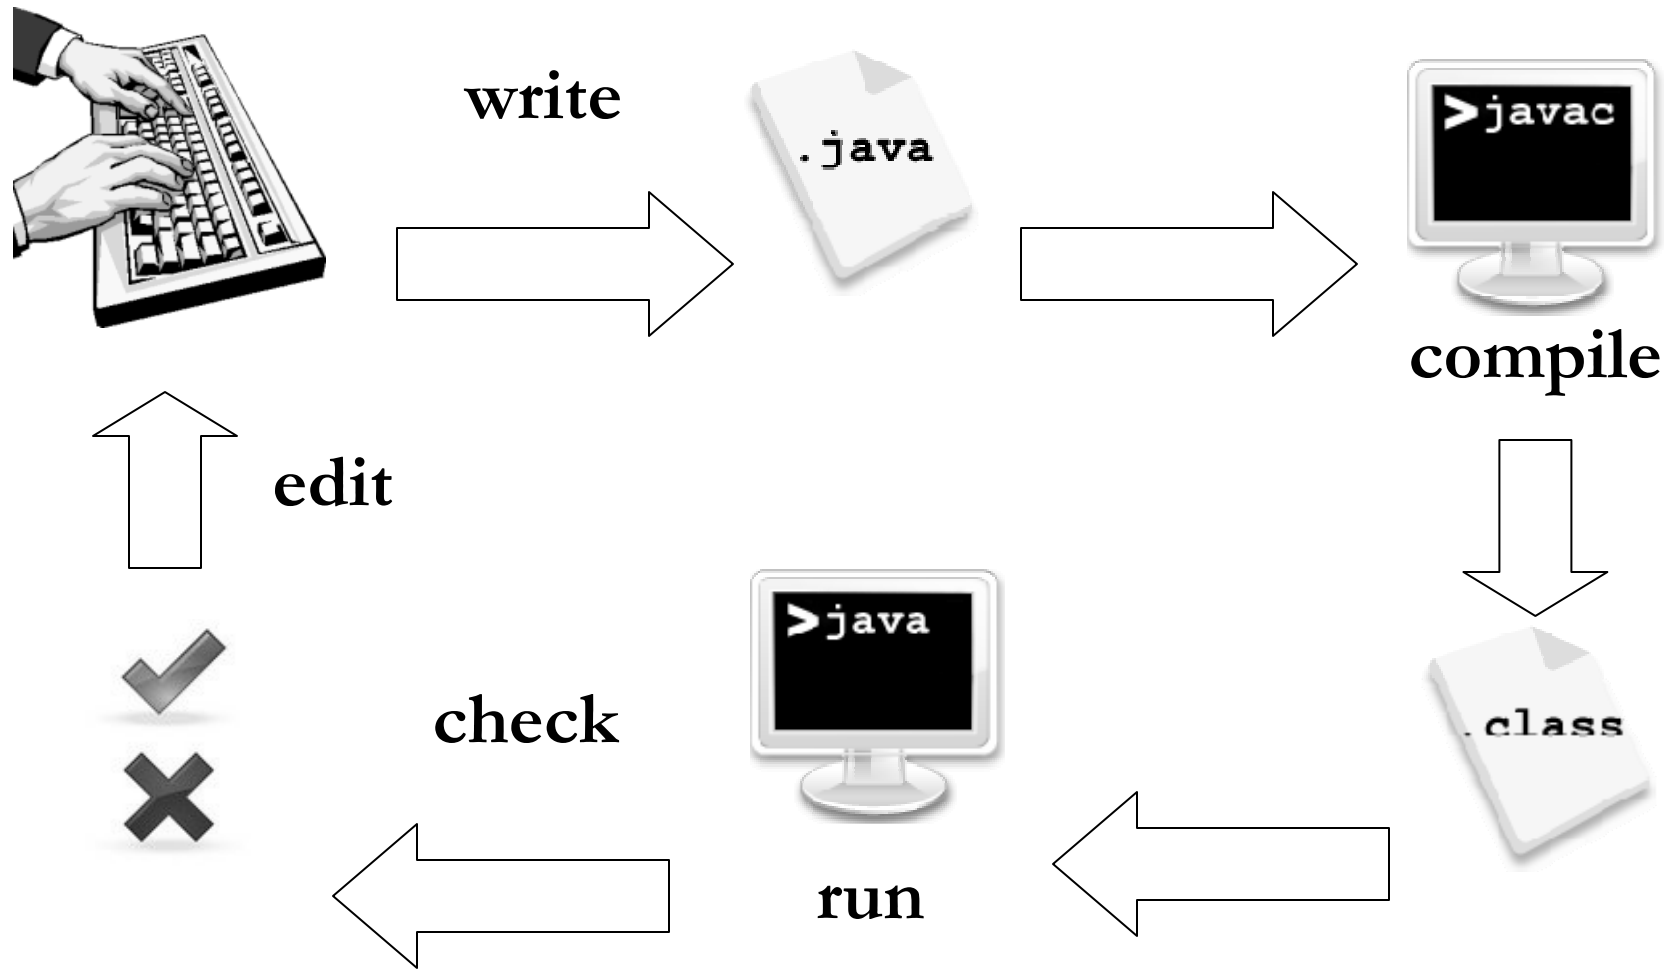 write
.java
>javac
compile
edit
>java
check
.class
run